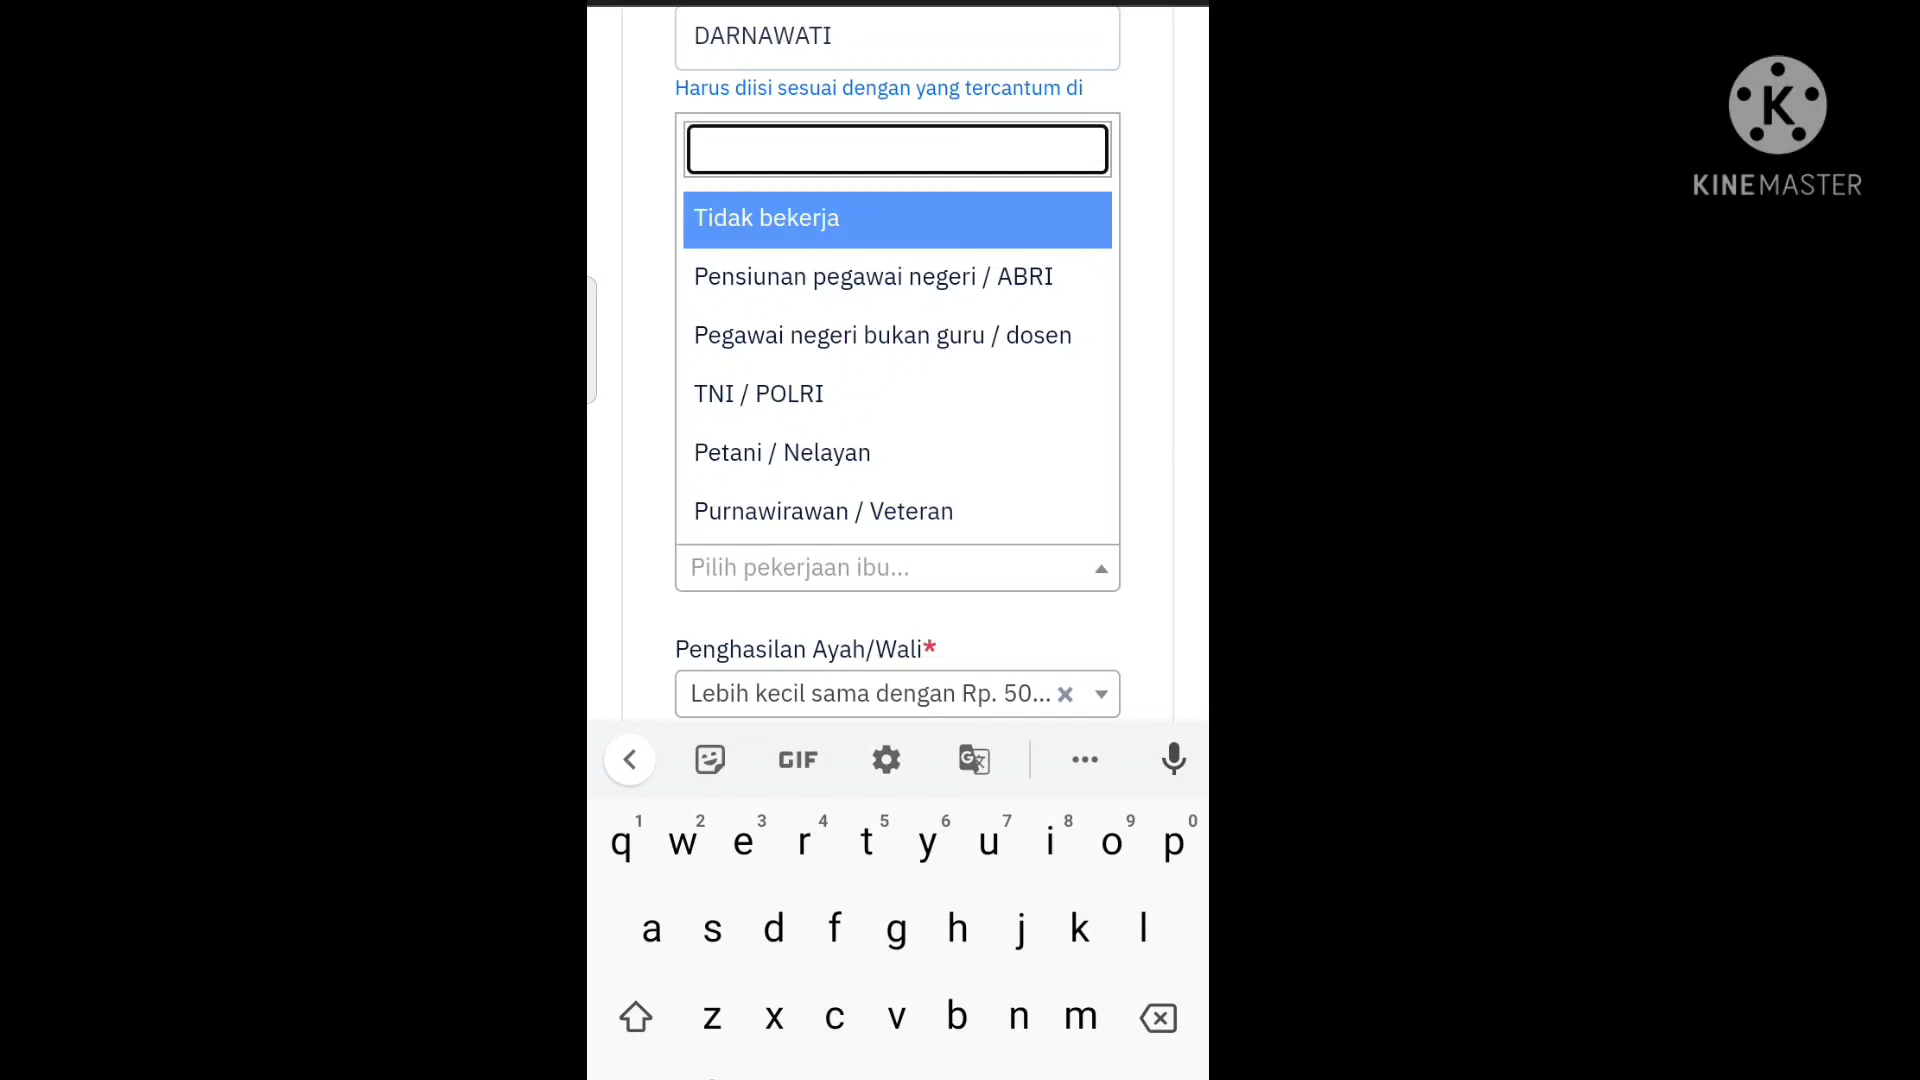 DARNAWATI
Harus diisi sesuai dengan yang tercantum di
Tidak bekerja
Pensiunan pegawai negeri / ABRI
Pegawai negeri bukan guru / dosen
TNI / POLRI
Petani / Nelayan
Purnawirawan / Veteran
Pilih pekerjaan ibu...
Penghasilan Ayah/Wali*
Lebih kecil sama dengan Rp. 50...
GIF
1 2 3 4 5 6 7 8 9 0
q w e r t y u i o p
a s d f g h j k l
z x c v b n m
K
KINEMASTER